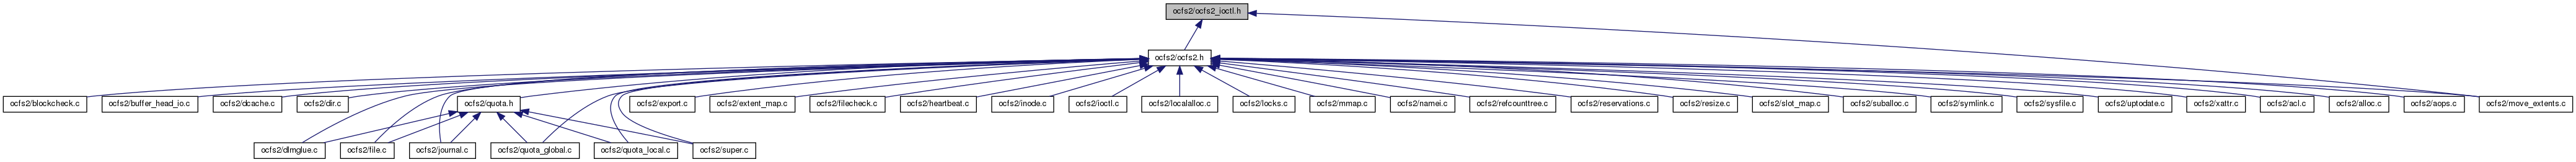 ocfs2/ocfs2_ioctl.h
ocfs2/ocfs2.h
ocfs2/blockcheck.c
ocfs2/buffer_head_io.c
ocfs2/dcache.c
ocfs2/dir.c
ocfs2/quota.h
ocfs2/export.c
ocfs2/extent_map.c
ocfs2/filecheck.c
ocfs2/heartbeat.c
ocfs2/inode.c
ocfs2/ioctl.c
ocfs2/localalloc.c
ocfs2/locks.c
ocfs2/mmap.c
ocfs2/namei.c
ocfs2/refcounttree.c
ocfs2/reservations.c
ocfs2/resize.c
ocfs2/slot_map.c
ocfs2/suballoc.c
ocfs2/symlink.c
ocfs2/sysfile.c
ocfs2/uptodate.c
ocfs2/xattr.c
ocfs2/acl.c
ocfs2/alloc.c
ocfs2/aops.c
ocfs2/move_extents.c
ocfs2/dlmglue.c
ocfs2/file.c
ocfs2/journal.c
ocfs2/quota_global.c
ocfs2/quota_local.c
ocfs2/super.c